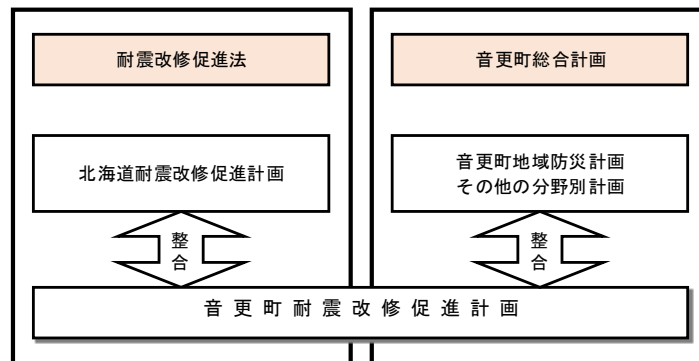 耐震改修促進法
音更町総合計画
北海道耐震改修促進計画
音更町地域防災計画
その他の分野別計画
整
合
整
合
音更町耐震改修促進計画